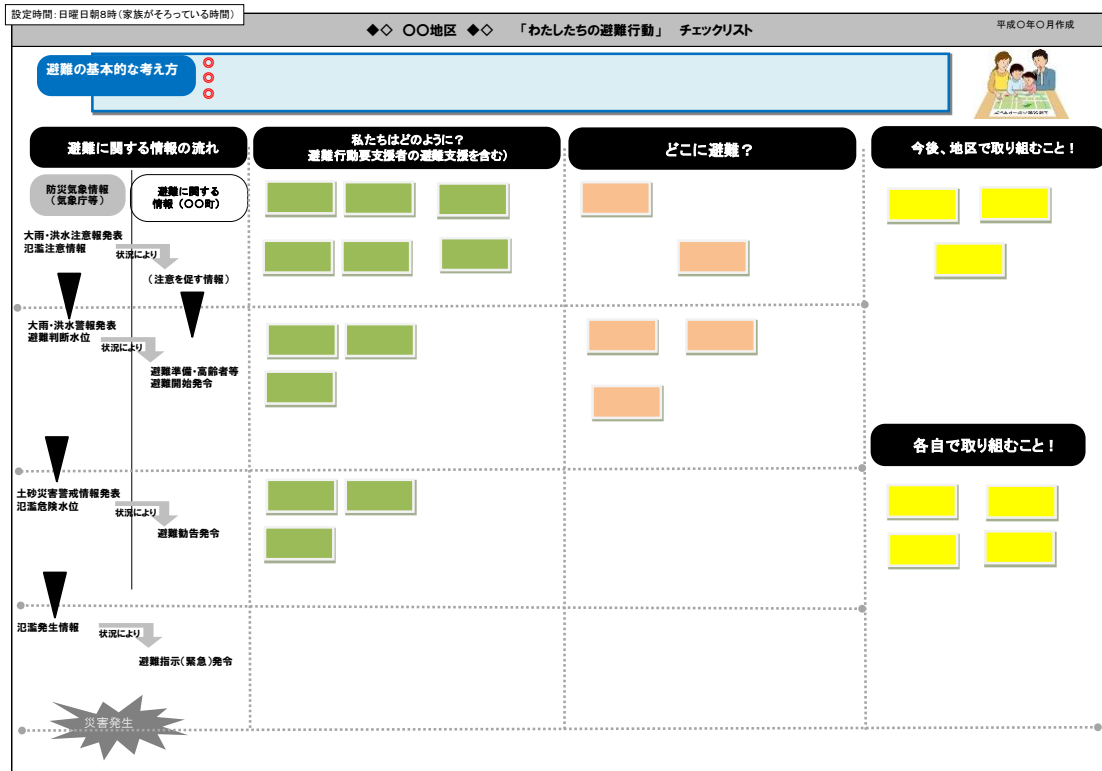 設定時間:日曜日朝8時(家族がそろっている時間)
◆◇ 〇〇地区 ◆◇ 「わたしたちの避難行動」 チェックリスト
平成〇年〇月作成
避難の基本的な考え方
◎
◎
◎
避難に関する情報の流れ
私たちはどのように?
避難行動要支援者の避難支援を含む)
どこに避難?
今後、地区で取り組むこと!
防災気象情報
(気象庁等)
避難に関する
情報(〇〇町)
大雨・洪水注意報発表
氾濫注意情報
状況により
(注意を促す情報)
大雨・洪水警報発表
避難判断水位
状況により
避難準備・高齢者等
避難開始発令
各自で取り組むこと!
土砂災害警戒情報発表
氾濫危険水位
状況により
避難勧告発令
氾濫発生情報
状況により
避難指示(緊急)発令
災害発生